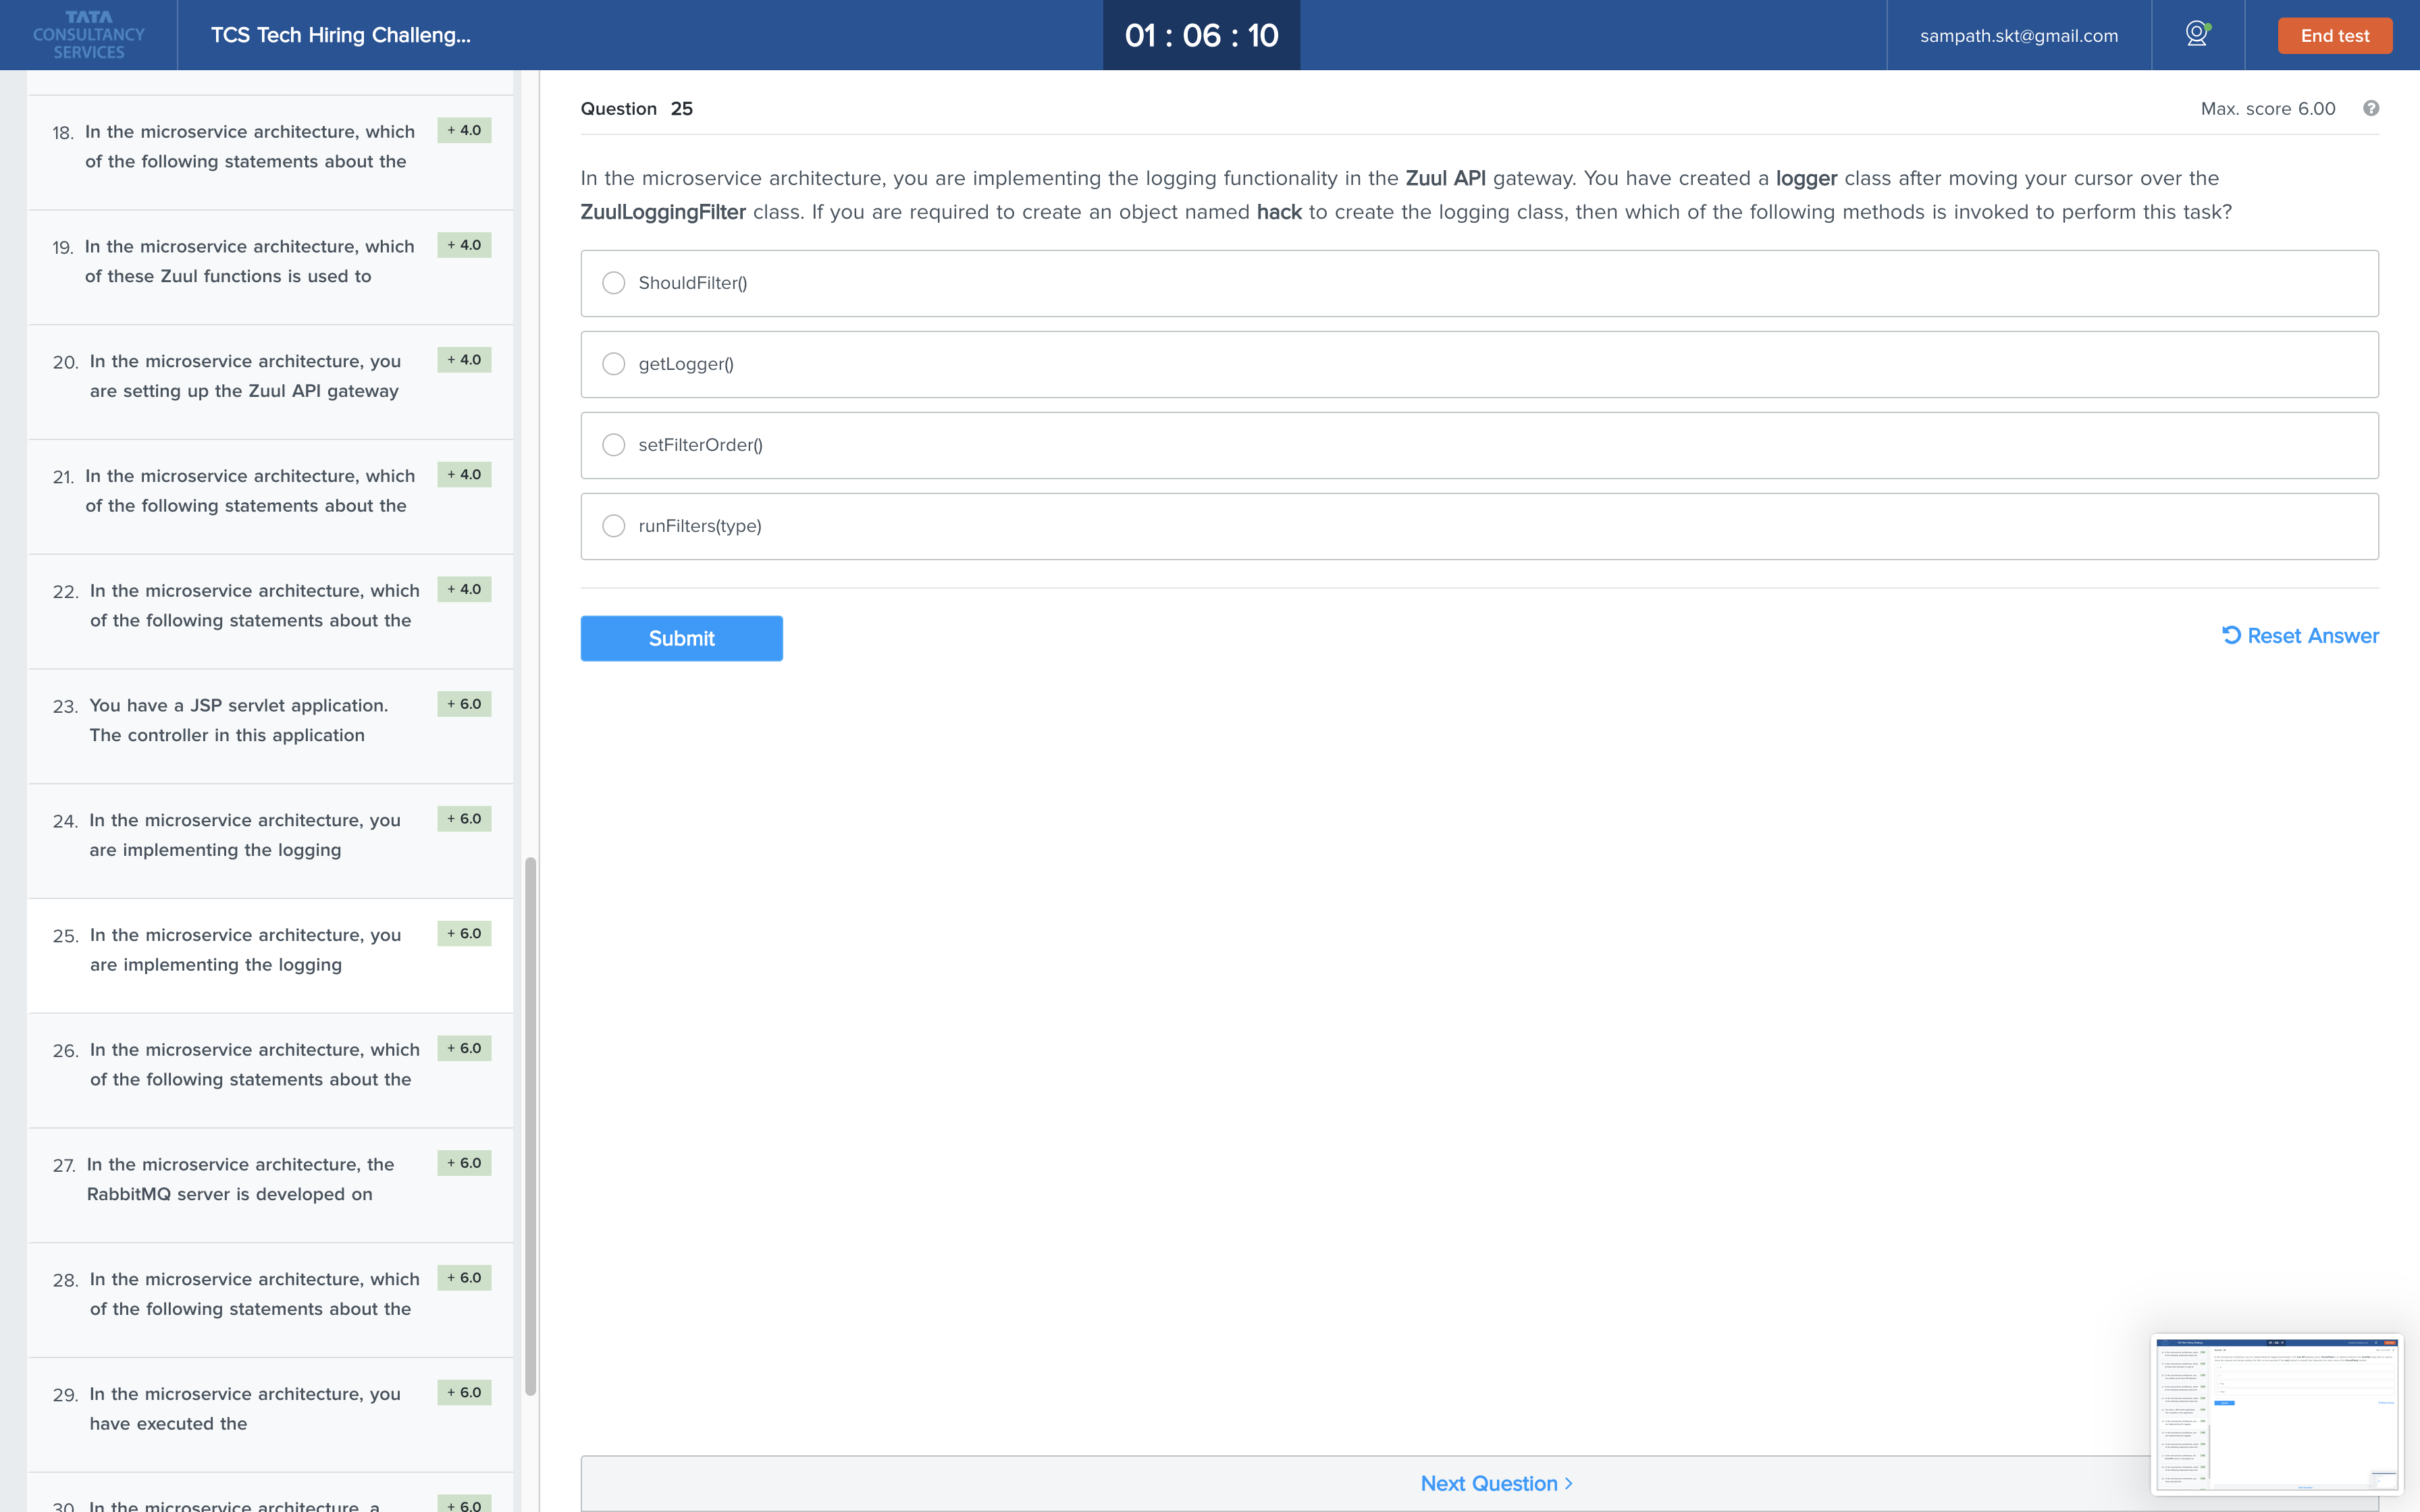 TATA
CONSULTANCY
SERVICES
TCS Tech Hiring Challeng...
01 : 06 : 10
sampath.skt@gmail.com
End test
18. In the microservice architecture, which + 4.0
of the following statements about the
19. In the microservice architecture, which + 4.0
of these Zuul functions is used to
20. In the microservice architecture, you + 4.0
are setting up the Zuul API gateway
21. In the microservice architecture, which + 4.0
of the following statements about the
22. In the microservice architecture, which + 4.0
of the following statements about the
23. You have a JSP servlet application. + 6.0
The controller in this application
24. In the microservice architecture, you + 6.0
are implementing the logging
25. In the microservice architecture, you + 6.0
are implementing the logging
26. In the microservice architecture, which + 6.0
of the following statements about the
27. In the microservice architecture, the + 6.0
RabbitMQ server is developed on
28. In the microservice architecture, which + 6.0
of the following statements about the
29. In the microservice architecture, you + 6.0
have executed the
30. In the microservice architecture, a + 6.0
Question 25
Max. score 6.00
In the microservice architecture, you are implementing the logging functionality in the Zuul API gateway. You have created a logger class after moving your cursor over the
ZuulLoggingFilter class. If you are required to create an object named hack to create the logging class, then which of the following methods is invoked to perform this task?
ShouldFilter()
getLogger()
setFilterOrder()
runFilters(type)
Submit
Reset Answer
Next Question >